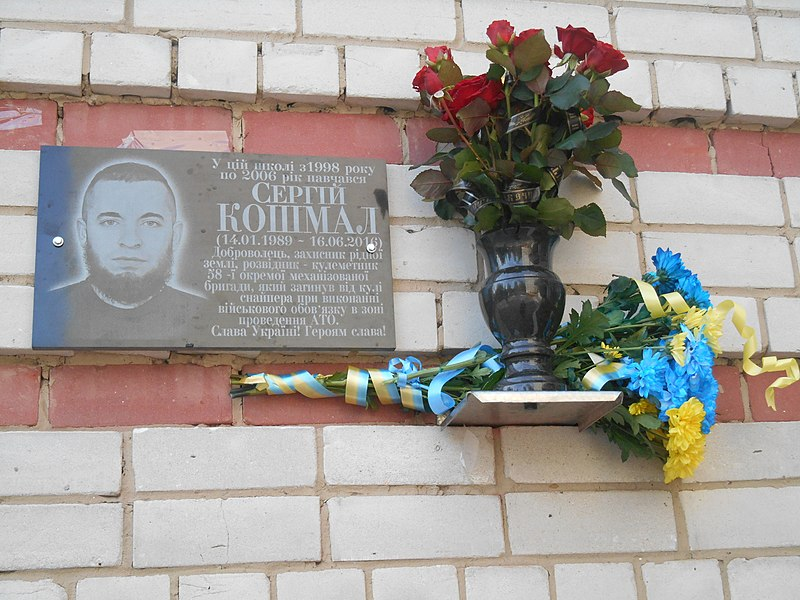 У цій школі з 1998 року
по 2006 рік навчався
СЕРГІЙ
КОШМАЛ
(14.01.1989 ~ 16.06.2016)
Доброволець, захисник рідної
землі, розвідник - кулеметник
58 -ї окремої механізованої
бригади, який загинув від кулі
снайпера при виконанні
військового обов'язку в зоні
проведення АТО.
Слава Україні! Героям слава!